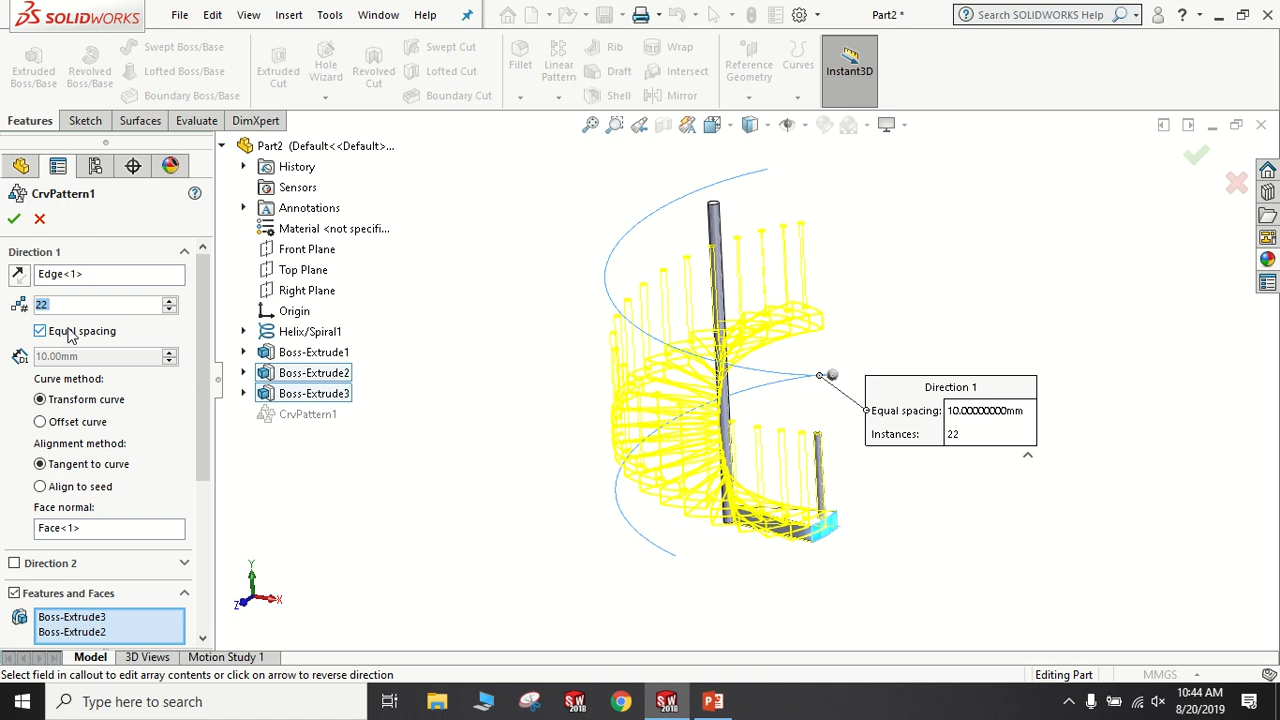 SOLIDWORKS File Edit View Insert Tools Window Help Part2 * Search SOLIDWORKS Help ?
Extruded Boss/Base
Revolved Boss/Base
Swept Boss/Base
Lofted Boss/Base
Boundary Boss/Base
Extruded Cut
Hole Wizard
Revolved Cut
Swept Cut
Lofted Cut
Boundary Cut
Fillet
Linear Pattern
Rib
Draft
Shell
Wrap
Intersect
Mirror
Reference Geometry
Curves
Instant3D
Features Sketch Surfaces Evaluate DimXpert
CrvPattern1
Direction 1
Edge<1>
22
Equal spacing
10.00mm
Curve method:
Transform curve
Offset curve
Alignment method:
Tangent to curve
Align to seed
Face normal:
Face<1>
Direction 2
Features and Faces
Boss-Extrude3
Boss-Extrude2
Part2 (Default<<Default>...
History
Sensors
Annotations
Material <not specifi...
Front Plane
Top Plane
Right Plane
Origin
Helix/Spiral1
Boss-Extrude1
Boss-Extrude2
Boss-Extrude3
CrvPattern1
Direction 1
Equal spacing: 10.00000000mm
Instances: 22
Y
Z X
Model 3D Views Motion Study 1
Select field in callout to edit array contents or click on arrow to reverse direction Editing Part MMGS
Type here to search
10:44 AM
8/20/2019